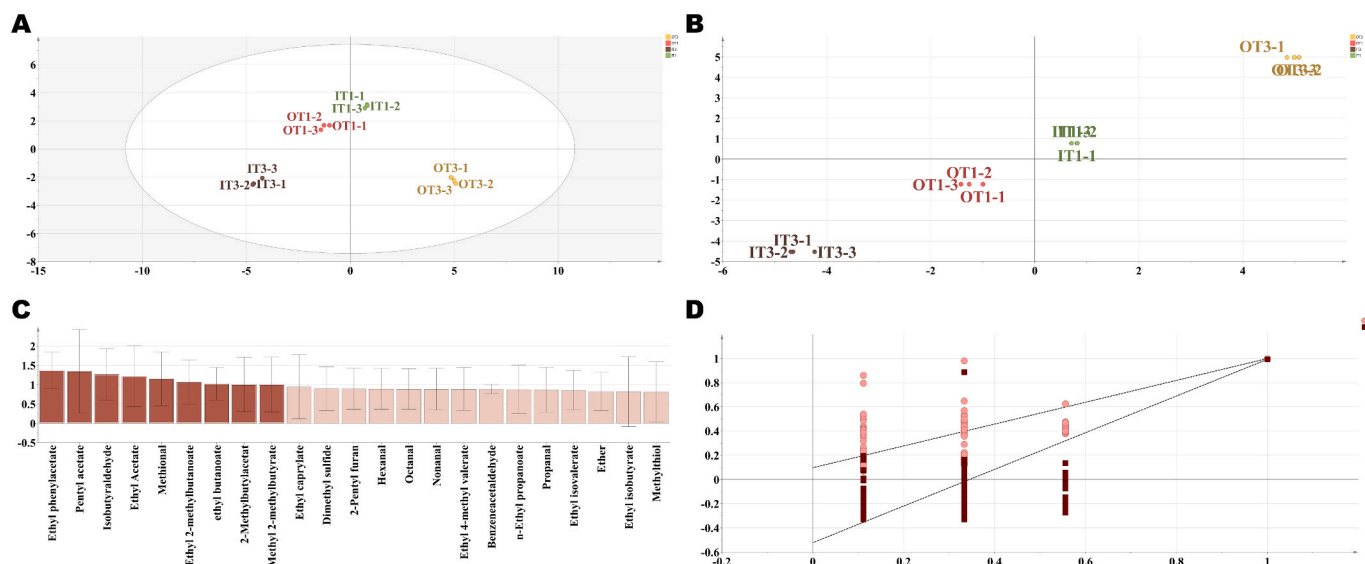 A
6
4
2
0
-2
-4
-6
-8
-15
-10
-5
0
5
10
IT1-1
IT1-3
IT1-2
OT1-2
OT1-1
OT1-3
IT3-3
IT3-2
IT3-1
OT3-1
OT3-2
OT3-3
B
5
4
3
2
1
0
-1
-2
-3
-4
-5
-6
-4
-2
0
2
4
OT3-1
IT1-1
OT1-2
OT1-3
OT1-1
IT3-1
IT3-2
IT3-3
C
2
1.5
1
0.5
0
-0.5
Ethyl phenylacetate
Pentyl acetate
Isobutyraldehyde
Ethyl Acetate
Methional
Ethyl 2-methylbutanoate
ethyl butanoate
2-Methylbutylacetat
Methyl 2-methylbutyrate
Ethyl caprylate
Dimethyl sulfide
2-Pentyl furan
Hexanal
Octanal
Nonanal
Ethyl 4-methyl valerate
Benzeneacetaldehyde
n-Ethyl propanoate
Propanal
Ethyl isovalerate
Ether
Ethyl isobutyrate
Methylthiol
D
1
0.8
0.6
0.4
0.2
0
-0.2
-0.4
-0.6
-0.2
0
0.2
0.4
0.6
0.8
1